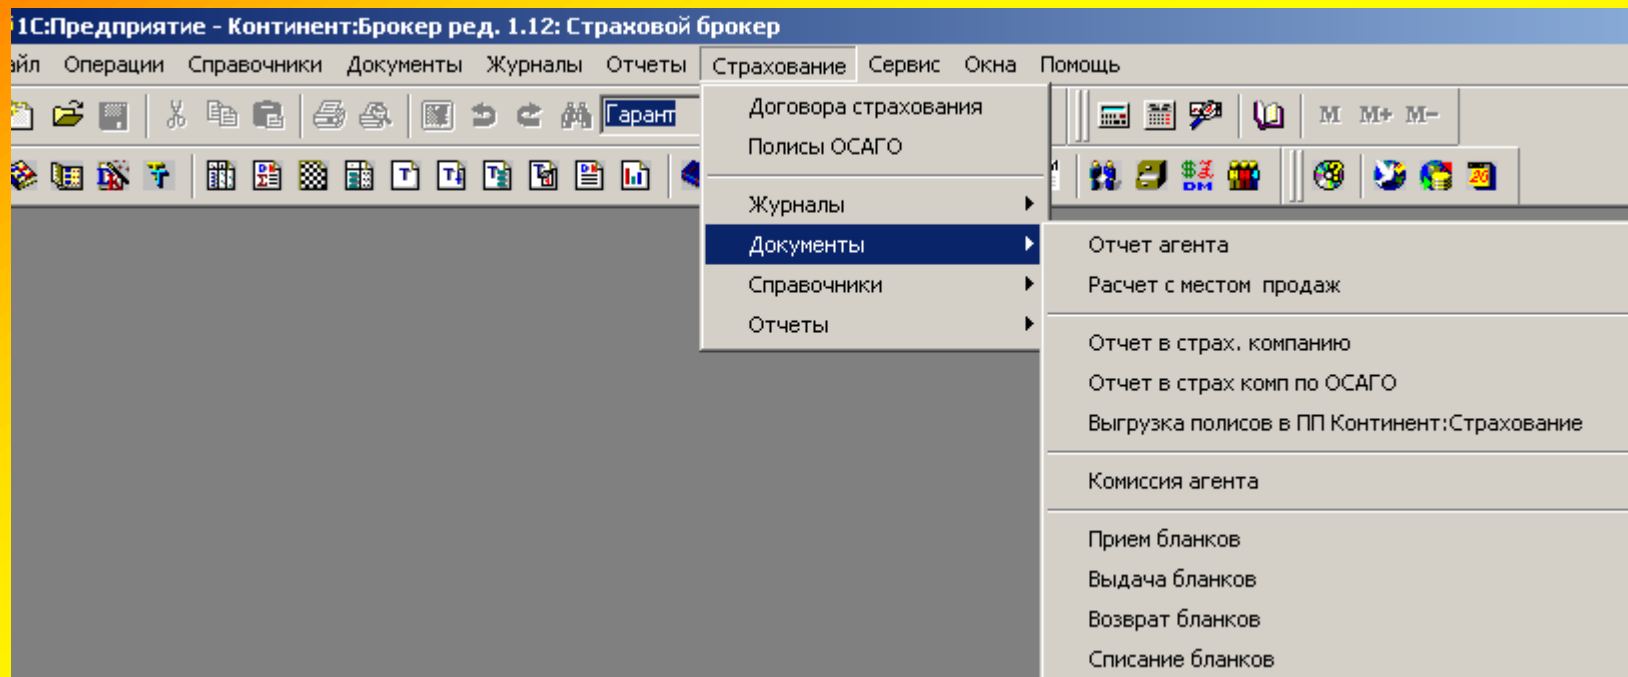 1С:Предприятие - Континент:Брокер ред. 1.12: Страховой брокер
айл Операции Справочники Документы Журналы Отчеты Страхование Сервис Окна Помощь
Гарант
M M+ M-
Договора страхования
Полисы ОСАГО
Журналы
Документы
Справочники
Отчеты
Отчет агента
Расчет с местом продаж
Отчет в страх. компанию
Отчет в страх комп по ОСАГО
Выгрузка полисов в ПП Континент:Страхование
Комиссия агента
Прием бланков
Выдача бланков
Возврат бланков
Списание бланков